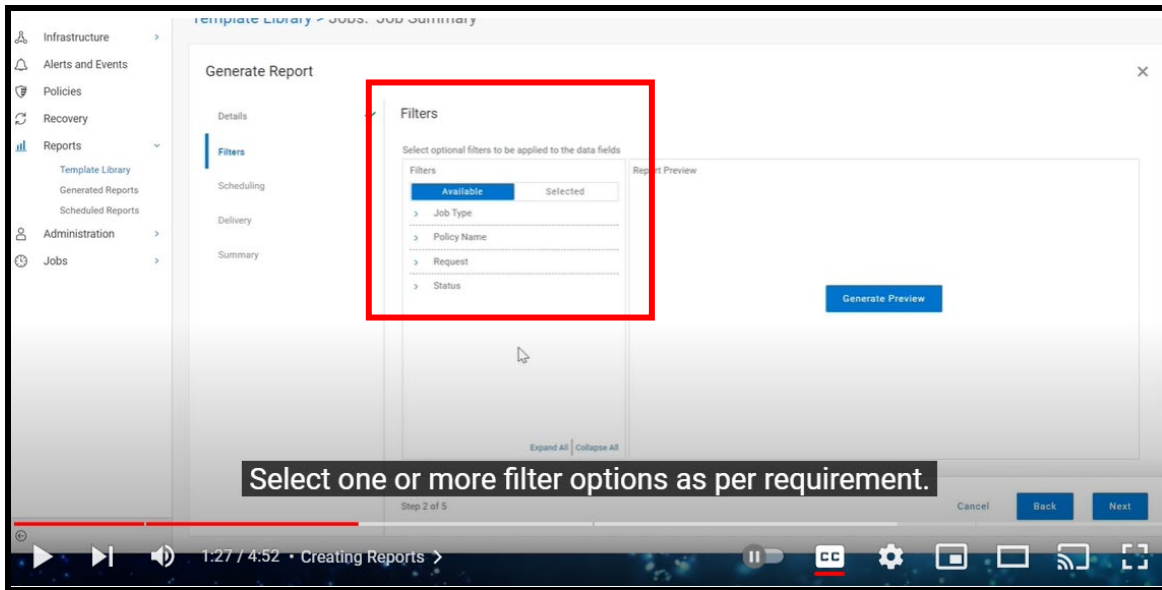 Template Library > Jobs: Job Summary
Infrastructure
Alerts and Events
Policies
Recovery
Reports
Template Library
Generated Reports
Scheduled Reports
Administration
Jobs
Generate Report
Details
Filters
Scheduling
Delivery
Summary
Filters
Select optional filters to be applied to the data fields
Filters
Available Selected
Job Type
Policy Name
Request
Status
Expand All Collapse All
Report Preview
Generate Preview
Select one or more filter options as per requirement.
Step 2 of 5
Cancel Back Next
1:27 / 4:52 • Creating Reports >
CC